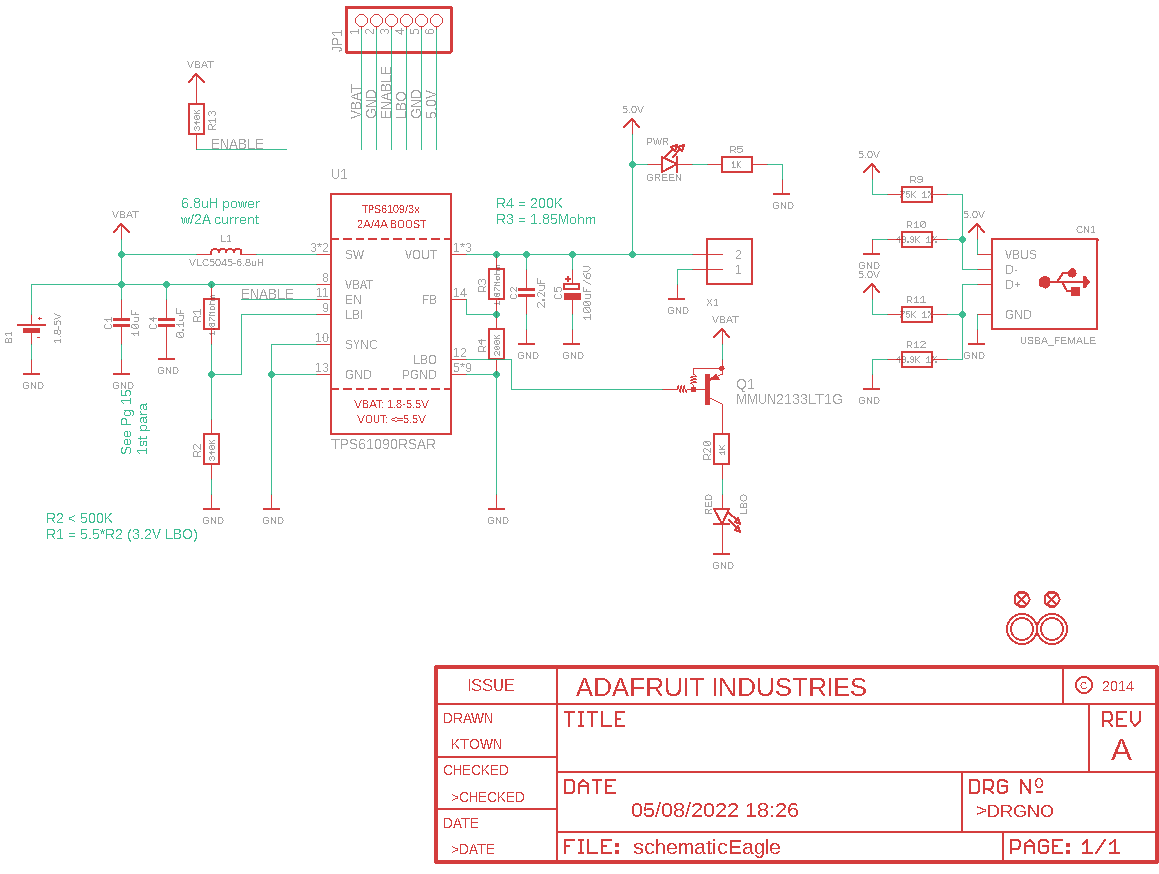 JP1
1 2 3 4 5 6
VBAT
GND
ENABLE
LBO
GND
5.0V
VBAT
340K
R13
ENABLE
U1
TPS6109/3x
2A/4A BOOST
SW
VBAT
EN
LBI
SYNC
GND
VOUT
FB
LBO
PGND
VBAT: 1.8-5.5V
VOUT: <=5.5V
TPS61090RSAR
3*2
8
11
9
10
13
1*3
14
12
5*9
6.8uH power
w/2A current
VBAT
L1
VLC5045-6.8uH
ENABLE
B1
+
-
1.8-5V
GND
C1
10uF
GND
C4
0.1uF
GND
R1
See Pg 15
1st para
R2
340K
GND
GND
R2 < 500K
R1 = 5.5*R2 (3.2V LBO)
R4 = 200K
R3 = 1.85Mohm
R3
R4
200K
GND
C2
2.2uF
GND
C5
100uF/6V
GND
5.0V
PWR
GREEN
R5
1K
GND
2
1
X1
GND
VBAT
Q1
MMUN2133LT1G
R20
1K
RED
LBO
GND
5.0V
R9
75K 1%
R10
49.9K 1%
GND
5.0V
R11
75K 1%
R12
49.9K 1%
GND
5.0V
CN1
VBUS
D-
D+
GND
USBA_FEMALE
GND
ISSUE
ADAFRUIT INDUSTRIES
© 2014
DRAWN
KTOWN
TITLE
REV
A
CHECKED
>CHECKED
DATE
05/08/2022 18:26
DRG Nº
>DRGNO
DATE
>DATE
FILE: schematicEagle
PAGE: 1/1